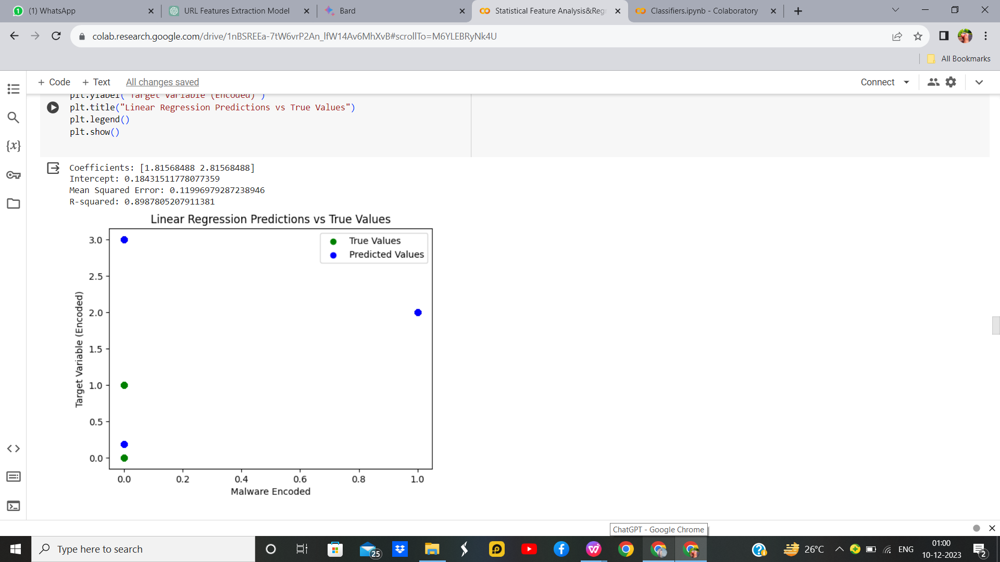 (1) WhatsApp
URL Features Extraction Model
Bard
Statistical Feature Analysis&Regr
Classifiers.ipynb - Colaboratory
colab.research.google.com/drive/1nBSREEa-7tW6vrP2An_lfW14Av6MhXvB#scrollTo=M6YLEBRyNk4U
All Bookmarks
+ Code + Text All changes saved
Connect
plt.ylabel("Target Variable (Encoded)")
plt.title("Linear Regression Predictions vs True Values")
plt.legend()
plt.show()
{x}
Coefficients: [1.81568488 2.81568488]
Intercept: 0.18431511778077359
Mean Squared Error: 0.11996979287238946
R-squared: 0.8987805207911381
Linear Regression Predictions vs True Values
True Values
Predicted Values
3.0
2.5
2.0
1.5
1.0
0.5
0.0
Target Variable (Encoded)
0.0 0.2 0.4 0.6 0.8 1.0
Malware Encoded
ChatGPT - Google Chrome
Type here to search
25
26°C
ENG
01:00
10-12-2023
2